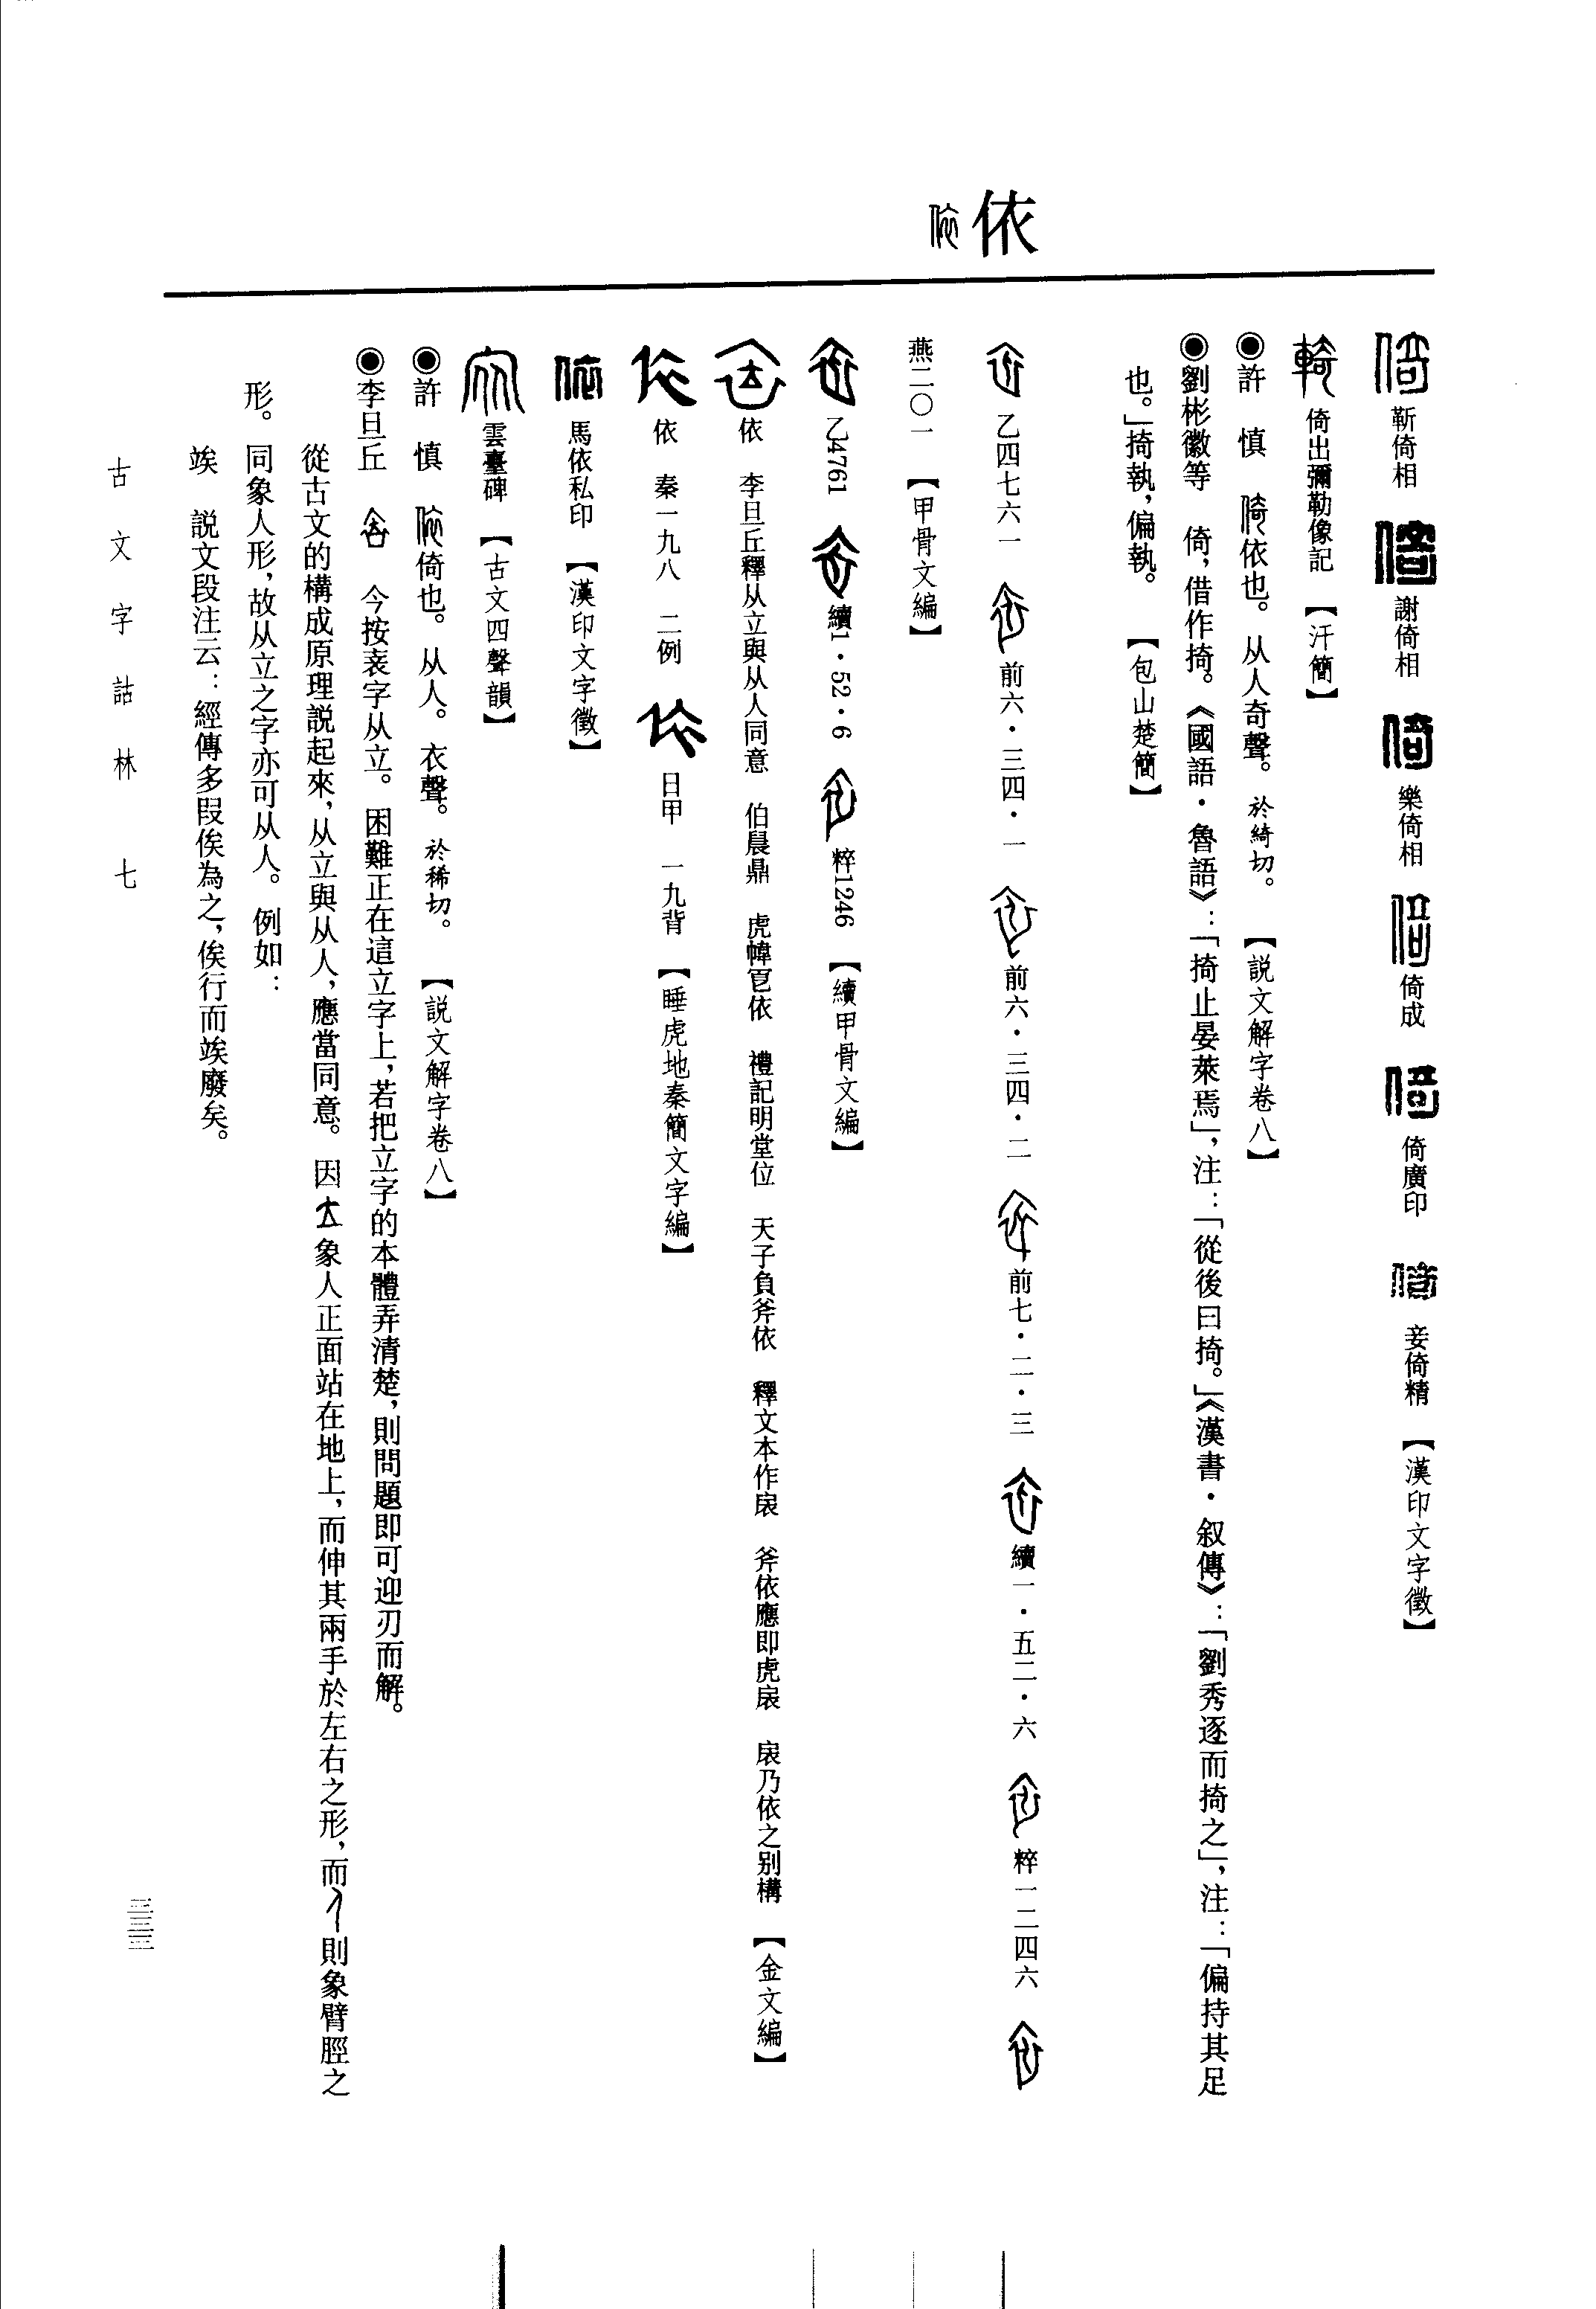 依
靳倚相 謝倚相 樂倚相 倚成 倚廣印 妾倚精 【漢印文字徵】
倚出彌勒像記 【汗簡】
◉許 慎 倚依也。从人奇聲。於綺切。 【説文解字卷八】
◉劉彬徽等 倚，借作掎。《國語·魯語》：「掎止晏萊焉」，注：「從後曰掎。」《漢書·叙傳》：「劉秀逐而掎之」，注：「偏持其足
也。」掎執，偏執。 【包山楚簡】
乙四七六一 前六·三四·一 前六·三四·二 前七·二·三 續一·五二·六 粹一二四六
燕二〇一 【甲骨文編】
乙4761 續1·52·6 粹1246 【續甲骨文編】
依 李旦丘釋从立與从人同意 伯晨鼎 虎幃冟依 禮記明堂位 天子負斧依 釋文本作扆 斧依應即虎扆 扆乃依之别構 【金文編】
依 秦一九八 二例 日甲 一九背 【睡虎地秦簡文字編】
馬依私印 【漢印文字徵】
雲臺碑 【古文四聲韻】
◉許 慎 依倚也。从人。衣聲。於稀切。 【説文解字卷八】
◉李旦丘 今按字从立。困難正在這立字上，若把立字的本體弄清楚，則問題即可迎刃而解。
從古文的構成原理説起來，从立與从人，應當同意。因象人正面站在地上，而伸其兩手於左右之形，而則象臂脛之
形。同象人形，故从立之字亦可从人。例如：
竢 説文段注云：經傳多叚俟為之，俟行而竢廢矣。
古文字詁林 七
三三三